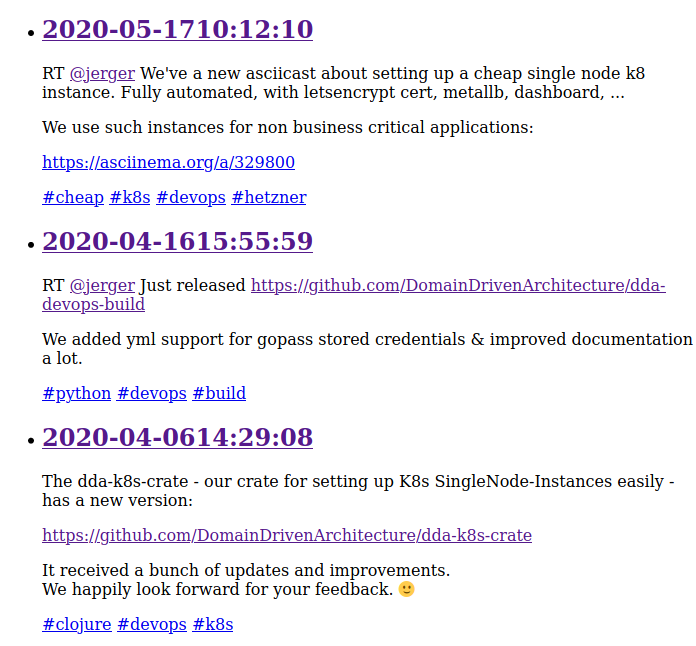 2020-05-1710:12:10
RT @jerger We've a new asciicast about setting up a cheap single node k8
instance. Fully automated, with letsencrypt cert, metallb, dashboard, ...
We use such instances for non business critical applications:
https://asciinema.org/a/329800
#cheap #k8s #devops #hetzner
2020-04-1615:55:59
RT @jerger Just released https://github.com/DomainDrivenArchitecture/dda-
devops-build
We added yml support for gopass stored credentials & improved documentation
a lot.
#python #devops #build
2020-04-0614:29:08
The dda-k8s-crate - our crate for setting up K8s SingleNode-Instances easily -
has a new version:
https://github.com/DomainDrivenArchitecture/dda-k8s-crate
It received a bunch of updates and improvements.
We happily look forward for your feedback. 🙂
#clojure #devops #k8s